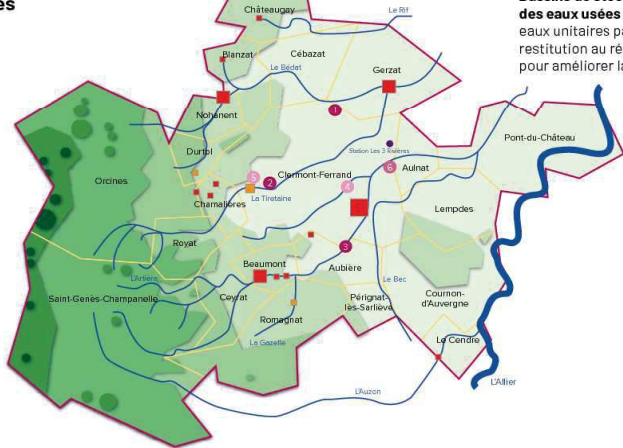 es
des eaux usées
eaux unitaires pa
restitution au ré
pour améliorer la
Châteaugay
Le Rif
Blanzat
Cébazat
Le Bédat
Gerzat
Nohanent
1
Pont-du-Château
Durtol
Station Les 3 Rivières
Orcines
5
2
Clermont-Ferrand
6
Aulnat
4
Chamalières
La Tiretaine
Lempdes
Royat
3
Beaumont
Aubière
L'Artière
Le Bec
Saint-Genès-Champanelle
Ceyrat
Pérignat-
lès-Sarliève
Cournon-
d'Auvergne
Romagnat
La Gazelle
Le Cendre
L'Auzon
L'Allier